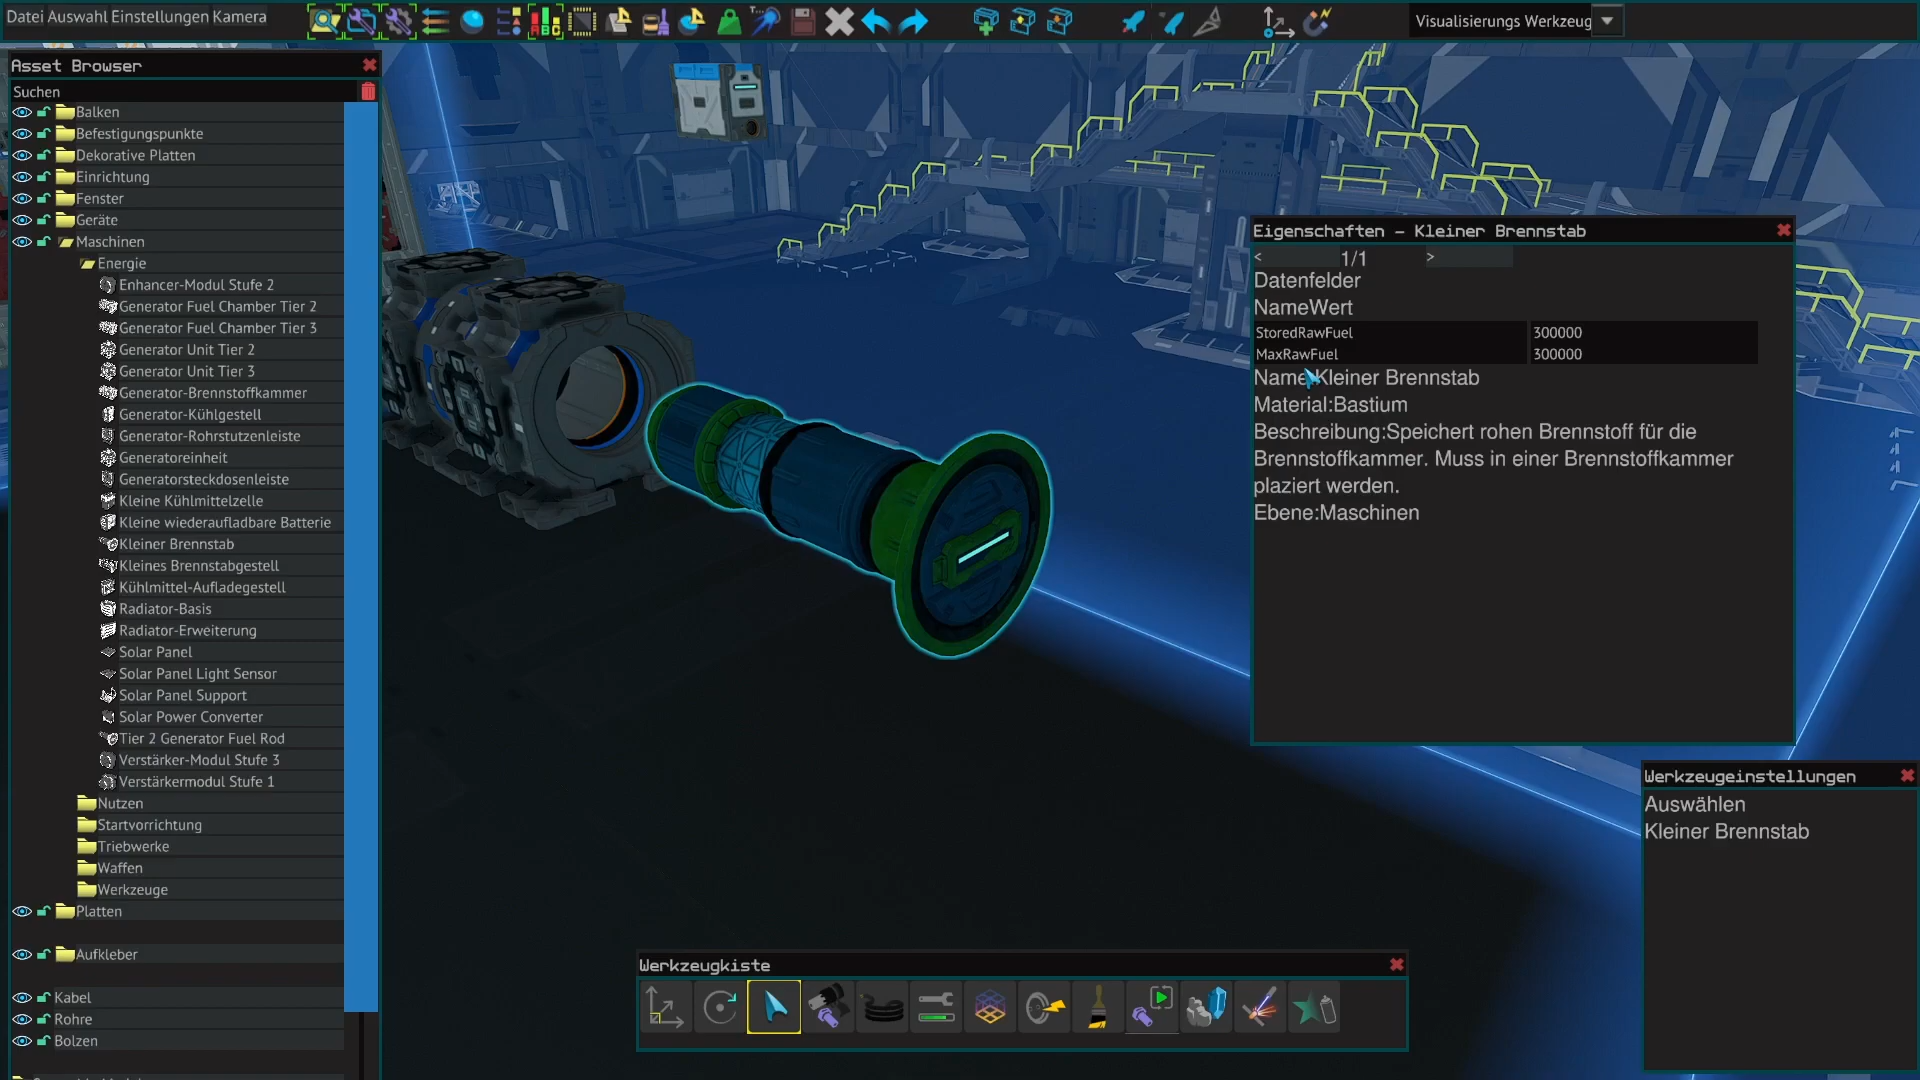 Datei Auswahl Einstellungen Kamera
Visualisierungs Werkzeug
Asset Browser
Suchen
Balken
Befestigungspunkte
Dekorative Platten
Einrichtung
Fenster
Geräte
Maschinen
Energie
Enhancer-Modul Stufe 2
Generator Fuel Chamber Tier 2
Generator Fuel Chamber Tier 3
Generator Unit Tier 2
Generator Unit Tier 3
Generator-Brennstoffkammer
Generator-Kühlgestell
Generator-Rohrstutzenleiste
Generatoreinheit
Generatorsteckdosenleiste
Kleine Kühlmittelzelle
Kleine wiederaufladbare Batterie
Kleiner Brennstab
Kleines Brennstabgestell
Kühlmittel-Aufladegestell
Radiator-Basis
Radiator-Erweiterung
Solar Panel
Solar Panel Light Sensor
Solar Panel Support
Solar Power Converter
Tier 2 Generator Fuel Rod
Verstärker-Modul Stufe 3
Verstärkermodul Stufe 1
Nutzen
Startvorrichtung
Triebwerke
Waffen
Werkzeuge
Platten
Aufkleber
Kabel
Rohre
Bolzen
Eigenschaften - Kleiner Brennstab
< 1/1 >
Datenfelder
NameWert
StoredRawFuel 300000
MaxRawFuel 300000
Name:Kleiner Brennstab
Material:Bastium
Beschreibung:Speichert rohen Brennstoff für die
Brennstoffkammer. Muss in einer Brennstoffkammer
plaziert werden.
Ebene:Maschinen
Werkzeugeinstellungen
Auswählen
Kleiner Brennstab
Werkzeugkiste